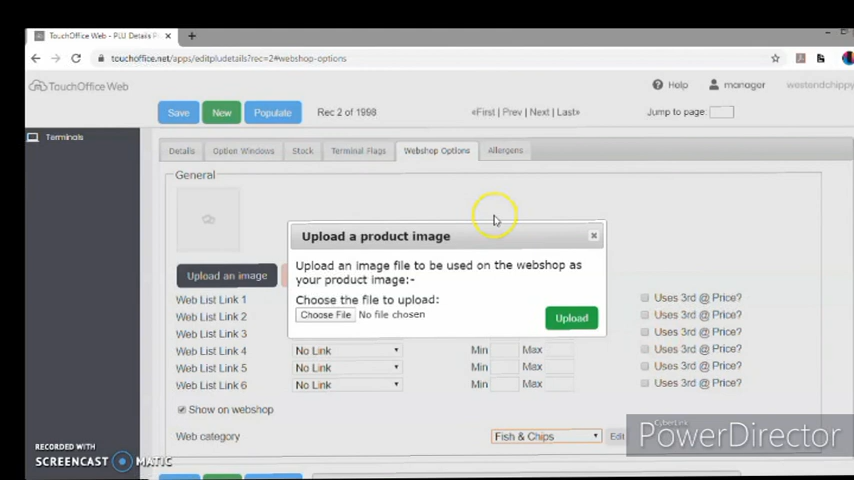 TouchOffice Web - PLU Details P
touchoffice.net/apps/editpludetails?rec=2#webshop-options
TouchOffice Web
Help
manager
westendchippy
Save
New
Populate
Rec 2 of 1998
«First | Prev | Next | Last»
Jump to page:
Terminals
Details
Option Windows
Stock
Terminal Flags
Webshop Options
Allergens
General
Upload a product image
Upload an image file to be used on the webshop as
your product image:-
Upload an image
Choose the file to upload:
Choose File No file chosen
Upload
Web List Link 1
Uses 3rd @ Price?
Web List Link 2
Uses 3rd @ Price?
Web List Link 3
Uses 3rd @ Price?
Web List Link 4 No Link Min Max Uses 3rd @ Price?
Web List Link 5 No Link Min Max Uses 3rd @ Price?
Web List Link 6 No Link Min Max Uses 3rd @ Price?
Show on webshop
Web category
Fish & Chips
Edit
CyberLink
PowerDirector
RECORDED WITH
SCREENCAST MATIC